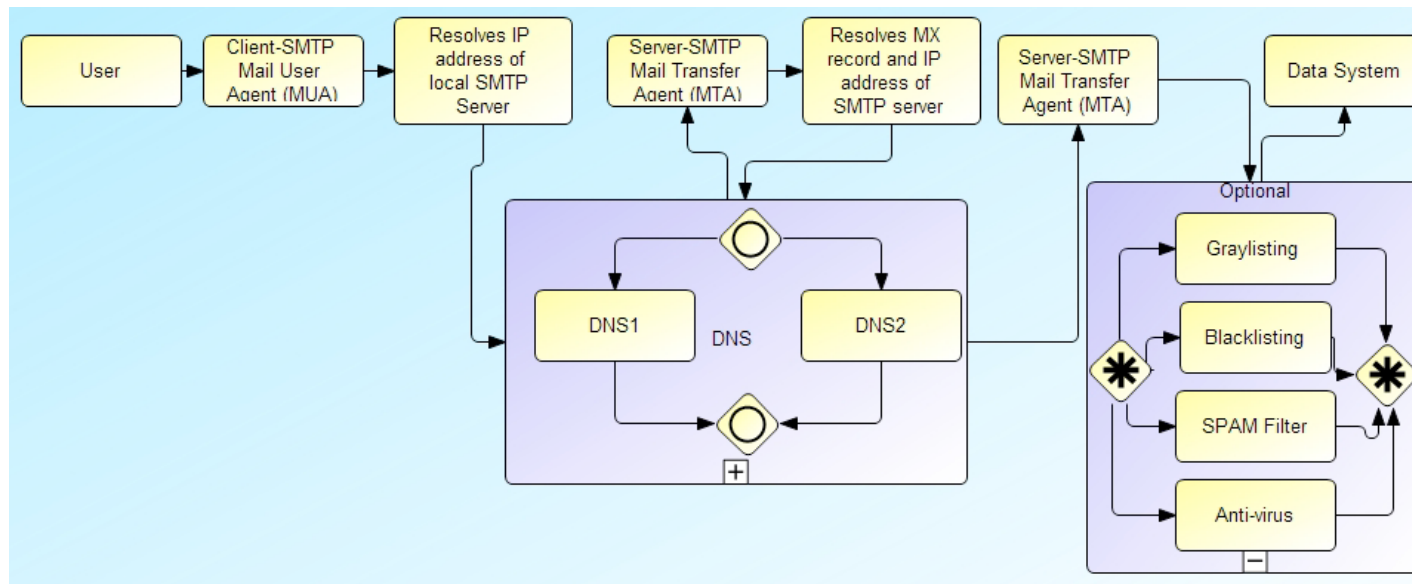 User
Client-SMTP
Mail User
Agent (MUA)
Resolves IP
address of
local SMTP
Server
Server-SMTP
Mail Transfer
Agent (MTA)
Resolves MX
record and IP
address of
SMTP server
Server-SMTP
Mail Transfer
Agent (MTA)
Data System
DNS1
DNS
DNS2
Optional
Graylisting
Blacklisting
SPAM Filter
Anti-virus